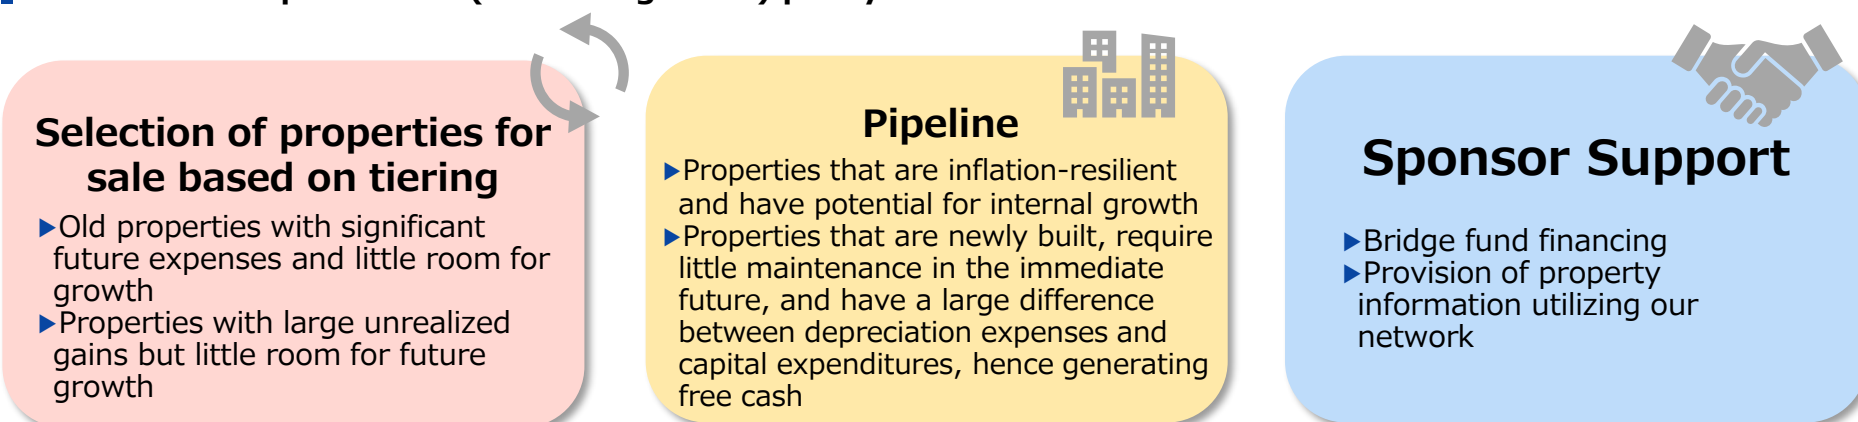 Selection of properties for
sale based on tiering
▶Old properties with significant
future expenses and little room for
growth
▶Properties with large unrealized
gains but little room for future
growth
Pipeline
▶Properties that are inflation-resilient
and have potential for internal growth
▶Properties that are newly built, require
little maintenance in the immediate
future, and have a large difference
between depreciation expenses and
capital expenditures, hence generating
free cash
Sponsor Support
▶Bridge fund financing
▶Provision of property
information utilizing our
network